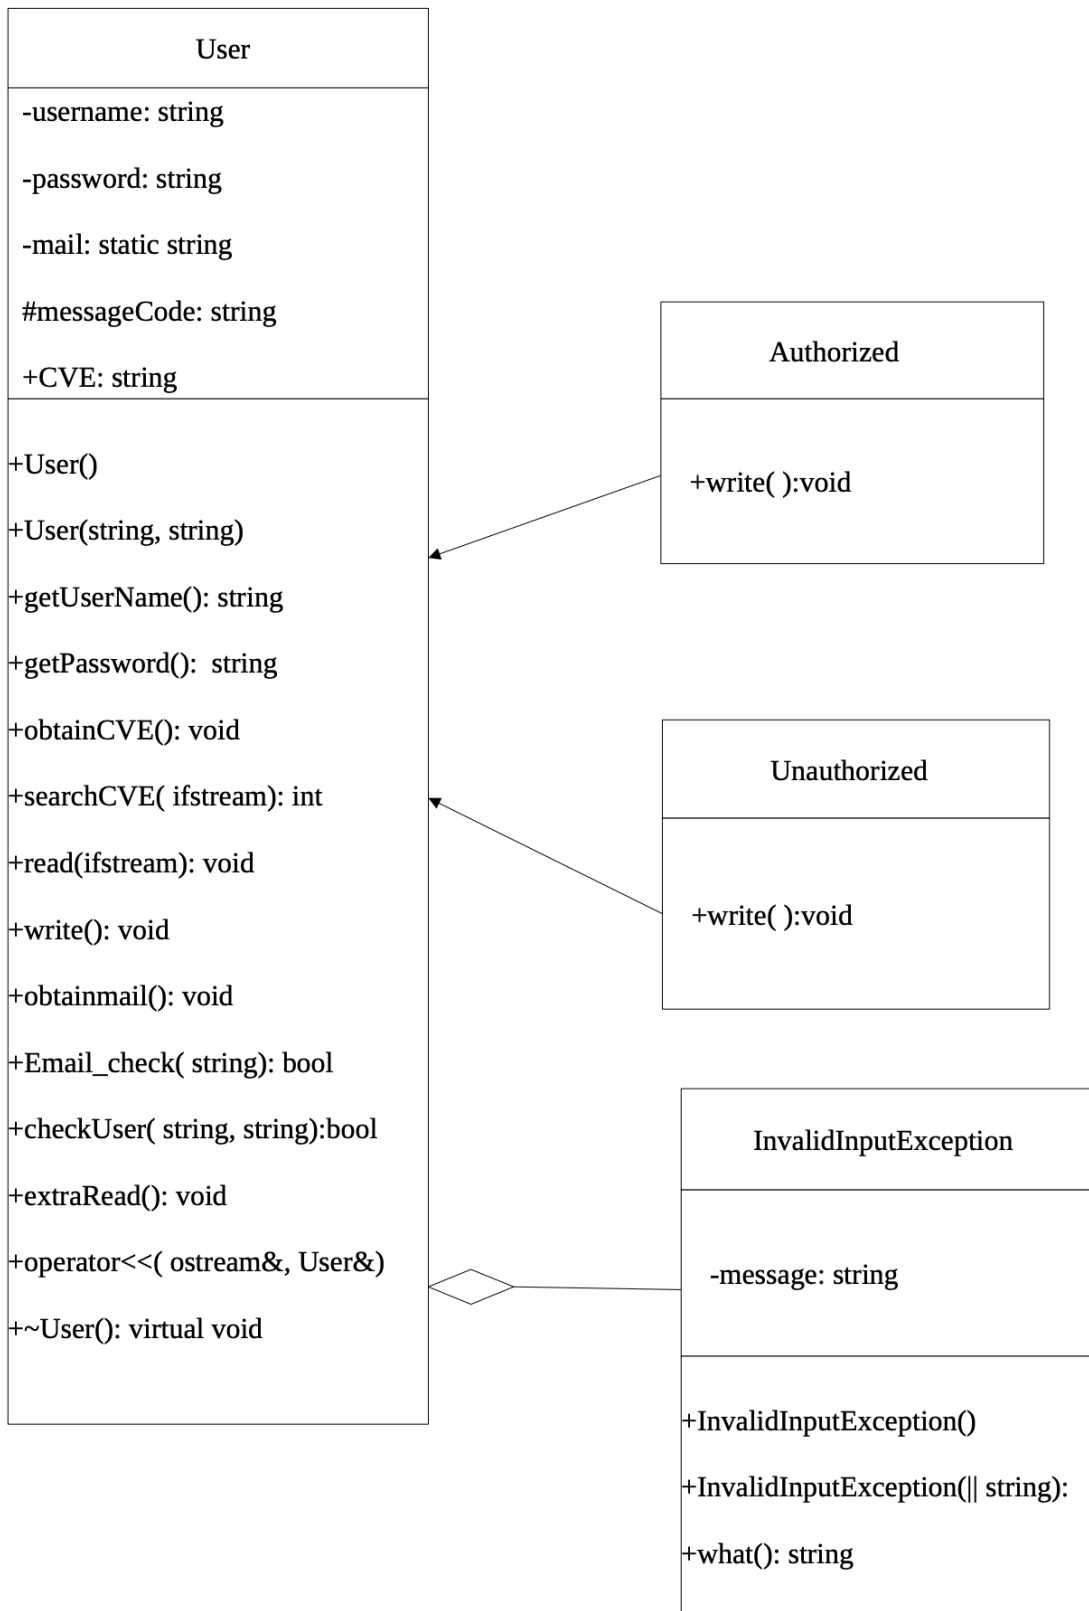 User
-username: string
-password: string
-mail: static string
#messageCode: string
+CVE: string
+User()
+User(string, string)
+getUserName(): string
+getPassword():  string
+obtainCVE(): void
+searchCVE( ifstream): int
+read(ifstream): void
+write(): void
+obtainmail(): void
+Email_check( string): bool
+checkUser( string, string):bool
+extraRead(): void
+operator<<( ostream&, User&)
+~User(): virtual void
Authorized
+write( ):void
Unauthorized
+write( ):void
InvalidInputException
-message: string
+InvalidInputException()
+InvalidInputException(|| string):
+what(): string